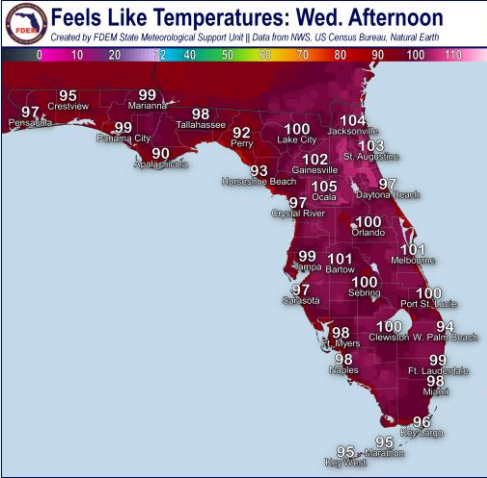 Feels Like Temperatures: Wed. Afternoon
Created by FDEM State Meteorological Support Unit || Data from NWS, US Census Bureau, Natural Earth
FDEM
0 10 20 30 40 50 60 70 80 90 100 110
97
Pensacola
95
Crestview
99
Marianna
99
Panama City
98
Tallahassee
90
Apalachicola
92
Perry
93
Horseshoe Beach
100
Lake City
104
Jacksonville
103
St. Augustine
102
Gainesville
105
Ocala
97
Daytona Beach
97
Crystal River
100
Orlando
99
Tampa
101
Bartow
101
Melbourne
97
Sarasota
100
Sebring
100
Port St. Lucie
98
Ft. Myers
100
Clewiston
94
W. Palm Beach
98
Naples
99
Ft. Lauderdale
98
Miami
96
Key Largo
95
Marathon
95
Key West